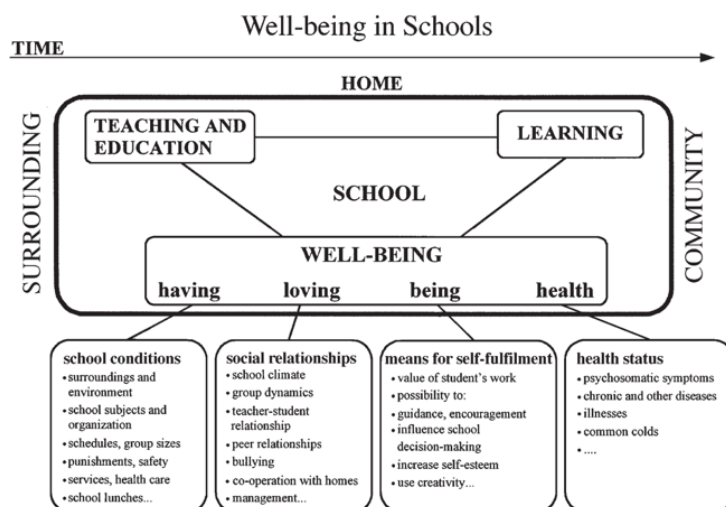 Well-being in Schools
TIME
HOME
SURROUNDING
TEACHING AND
EDUCATION
LEARNING
COMMUNITY
SCHOOL
WELL-BEING
having loving being health
school conditions
• surroundings and
environment
• school subjects and
organization
• schedules, group sizes
• punishments, safety
• services, health care
• school lunches...
social relationships
• school climate
• group dynamics
• teacher-student
relationship
• peer relationships
• bullying
• co-operation with homes
• management...
means for self-fulfilment
• value of student's work
• possibility to:
• guidance, encouragement
• influence school
decision-making
• increase self-esteem
• use creativity...
health status
• psychosomatic symptoms
• chronic and other diseases
• illnesses
• common colds
• ....